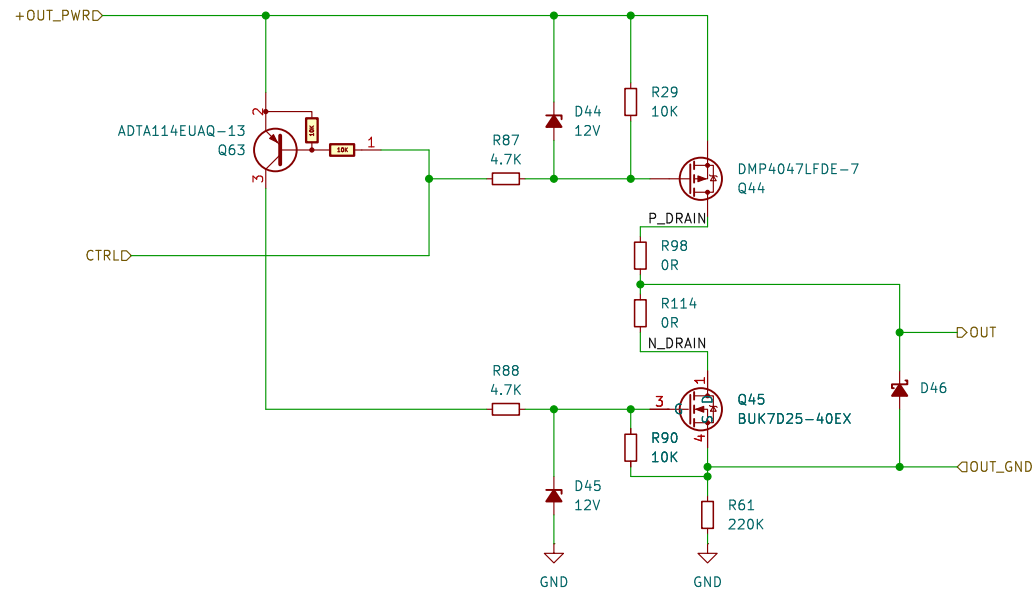 +OUT_PWR
R29
10K
D44
12V
2
10K
ADTA114EUAQ-13
Q63
10K
1
3
R87
4.7K
DMP4047LFDE-7
Q44
P_DRAIN
CTRL
R98
0R
R114
0R
N_DRAIN
OUT
R88
4.7K
1
D46
3
G
S
D
Q45
BUK7D25-40EX
4
R90
10K
OUT_GND
D45
12V
R61
220K
GND
GND